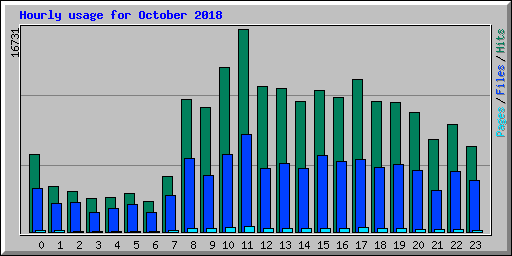 Hourly usage for October 2018
16731
Pages/Files/Hits
0 1 2 3 4 5 6 7 8 9 10 11 12 13 14 15 16 17 18 19 20 21 22 23